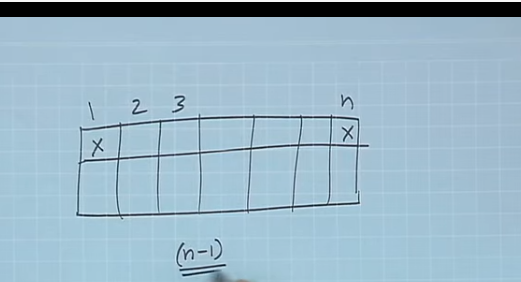 1 2 3 n
x x
(n-1)